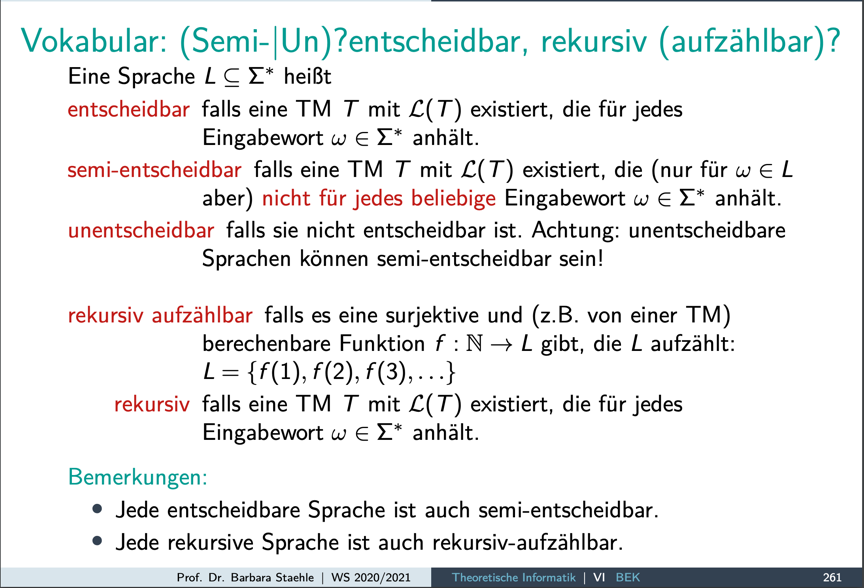 Vokabular: (Semi-|Un)?entscheidbar, rekursiv (aufzählbar)?
Eine Sprache L ⊆ Σ* heißt
entscheidbar falls eine TM T mit ℒ(T) existiert, die für jedes
Eingabewort ω ∈ Σ* anhält.
semi-entscheidbar falls eine TM T mit ℒ(T) existiert, die (nur für ω ∈ L
aber) nicht für jedes beliebige Eingabewort ω ∈ Σ* anhält.
unentscheidbar falls sie nicht entscheidbar ist. Achtung: unentscheidbare
Sprachen können semi-entscheidbar sein!
rekursiv aufzählbar falls es eine surjektive und (z.B. von einer TM)
berechenbare Funktion f : ℕ → L gibt, die L aufzählt:
L = {f(1), f(2), f(3), ...}
rekursiv falls eine TM T mit ℒ(T) existiert, die für jedes
Eingabewort ω ∈ Σ* anhält.
Bemerkungen:
• Jede entscheidbare Sprache ist auch semi-entscheidbar.
• Jede rekursive Sprache ist auch rekursiv-aufzählbar.
Prof. Dr. Barbara Staehle | WS 2020/2021 Theoretische Informatik | VI BEK 261